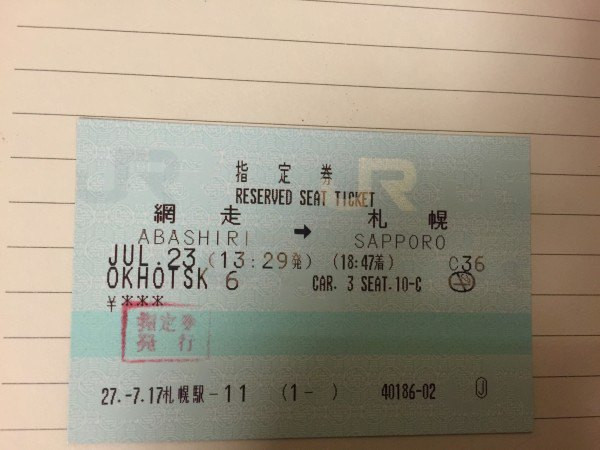 JR
R
指定券
RESERVED SEAT TICKET
網走 ➡ 札幌
ABASHIRI SAPPORO
JUL.23 (13:29発) (18:47着) C36
OKHOTSK 6 CAR. 3 SEAT.10-C
¥***
指定券
発行
27.-7.17札幌駅-11 (1- ) 40186-02